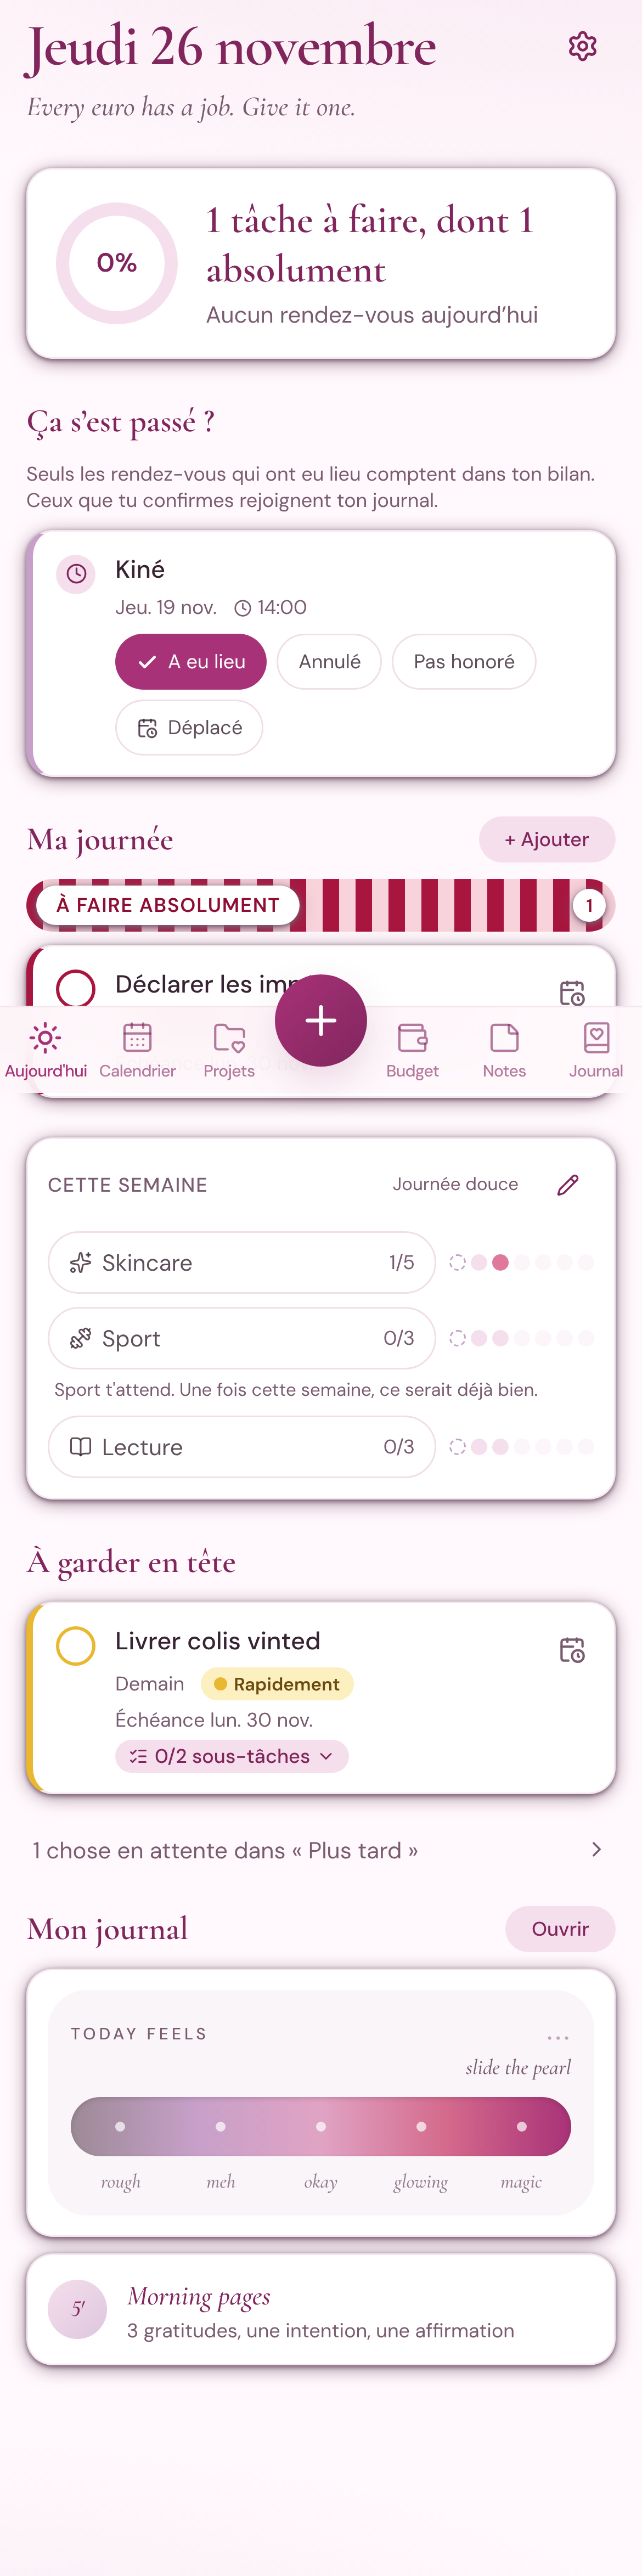 Jeudi 26 novembre
Every euro has a job. Give it one.
0%
1 tâche à faire, dont 1
absolument
Aucun rendez-vous aujourd’hui
Ça s’est passé ?
Seuls les rendez-vous qui ont eu lieu comptent dans ton bilan.
Ceux que tu confirmes rejoignent ton journal.
Kiné
Jeu. 19 nov. 14:00
A eu lieu
Annulé
Pas honoré
Déplacé
Ma journée
+ Ajouter
À FAIRE ABSOLUMENT
1
Déclarer les
Aujourd'hui
Calendrier
Projets
Budget
Notes
Journal
CETTE SEMAINE
Journée douce
Skincare 1/5
Sport 0/3
Sport t'attend. Une fois cette semaine, ce serait déjà bien.
Lecture 0/3
À garder en tête
Livrer colis vinted
Demain Rapidement
Échéance lun. 30 nov.
0/2 sous-tâches
1 chose en attente dans « Plus tard »
Mon journal
Ouvrir
TODAY FEELS
...
slide the pearl
rough meh okay glowing magic
5′
Morning pages
3 gratitudes, une intention, une affirmation